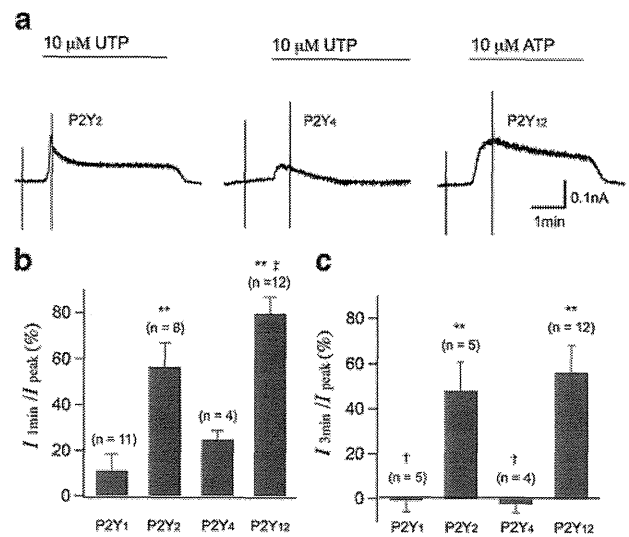 a
10 µM UTP 10 µM UTP 10 µM ATP
P2Y2 P2Y4 P2Y12
0.1nA
1min
b
I 1min /I peak (%)
80
60
40
20
0
(n = 11)
**
(n = 8)
(n = 4)
** ‡
(n =12)
P2Y1 P2Y2 P2Y4 P2Y12
c
I 3min /I peak (%)
80
60
40
20
0
†
(n = 5)
**
(n = 5)
†
(n = 4)
**
(n = 12)
P2Y1 P2Y2 P2Y4 P2Y12